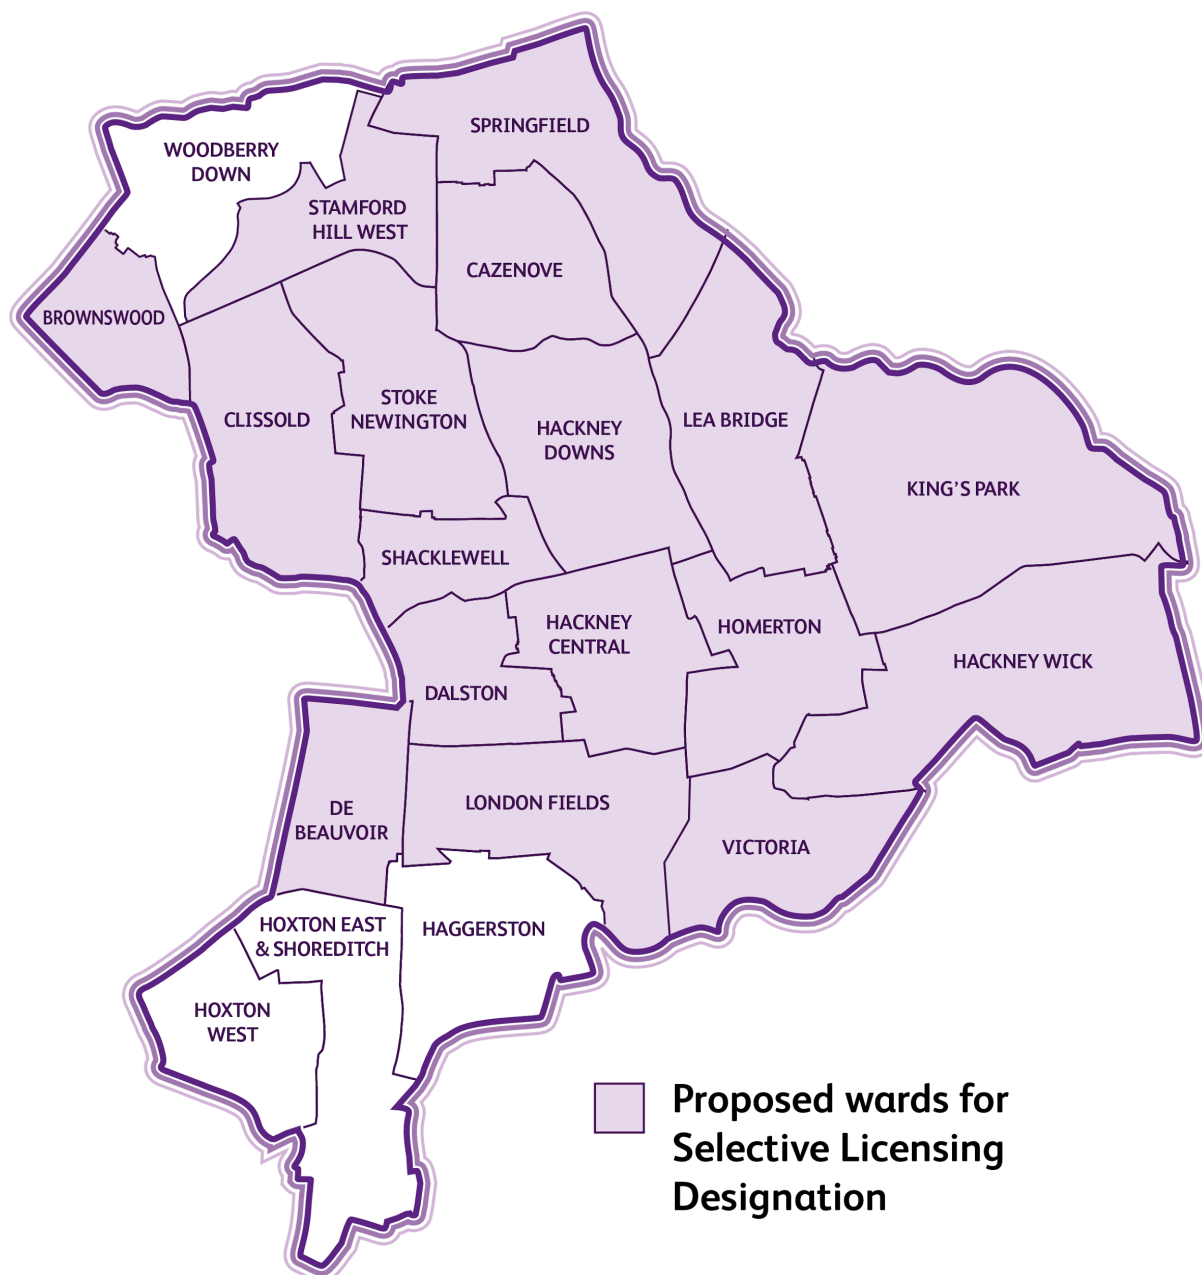 SPRINGFIELD
WOODBERRY
DOWN
STAMFORD
HILL WEST
CAZENOVE
BROWNSWOOD
CLISSOLD
STOKE
NEWINGTON
HACKNEY
DOWNS
LEA BRIDGE
KING’S PARK
SHACKLEWELL
HACKNEY
CENTRAL
HOMERTON
HACKNEY WICK
DALSTON
DE
BEAUVOIR
LONDON FIELDS
VICTORIA
HOXTON EAST
& SHOREDITCH
HAGGERSTON
HOXTON
WEST
Proposed wards for
Selective Licensing
Designation